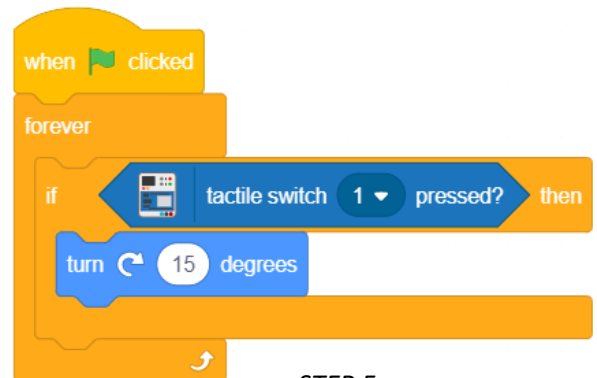 when clicked
forever
if tactile switch 1 pressed? then
turn 15 degrees